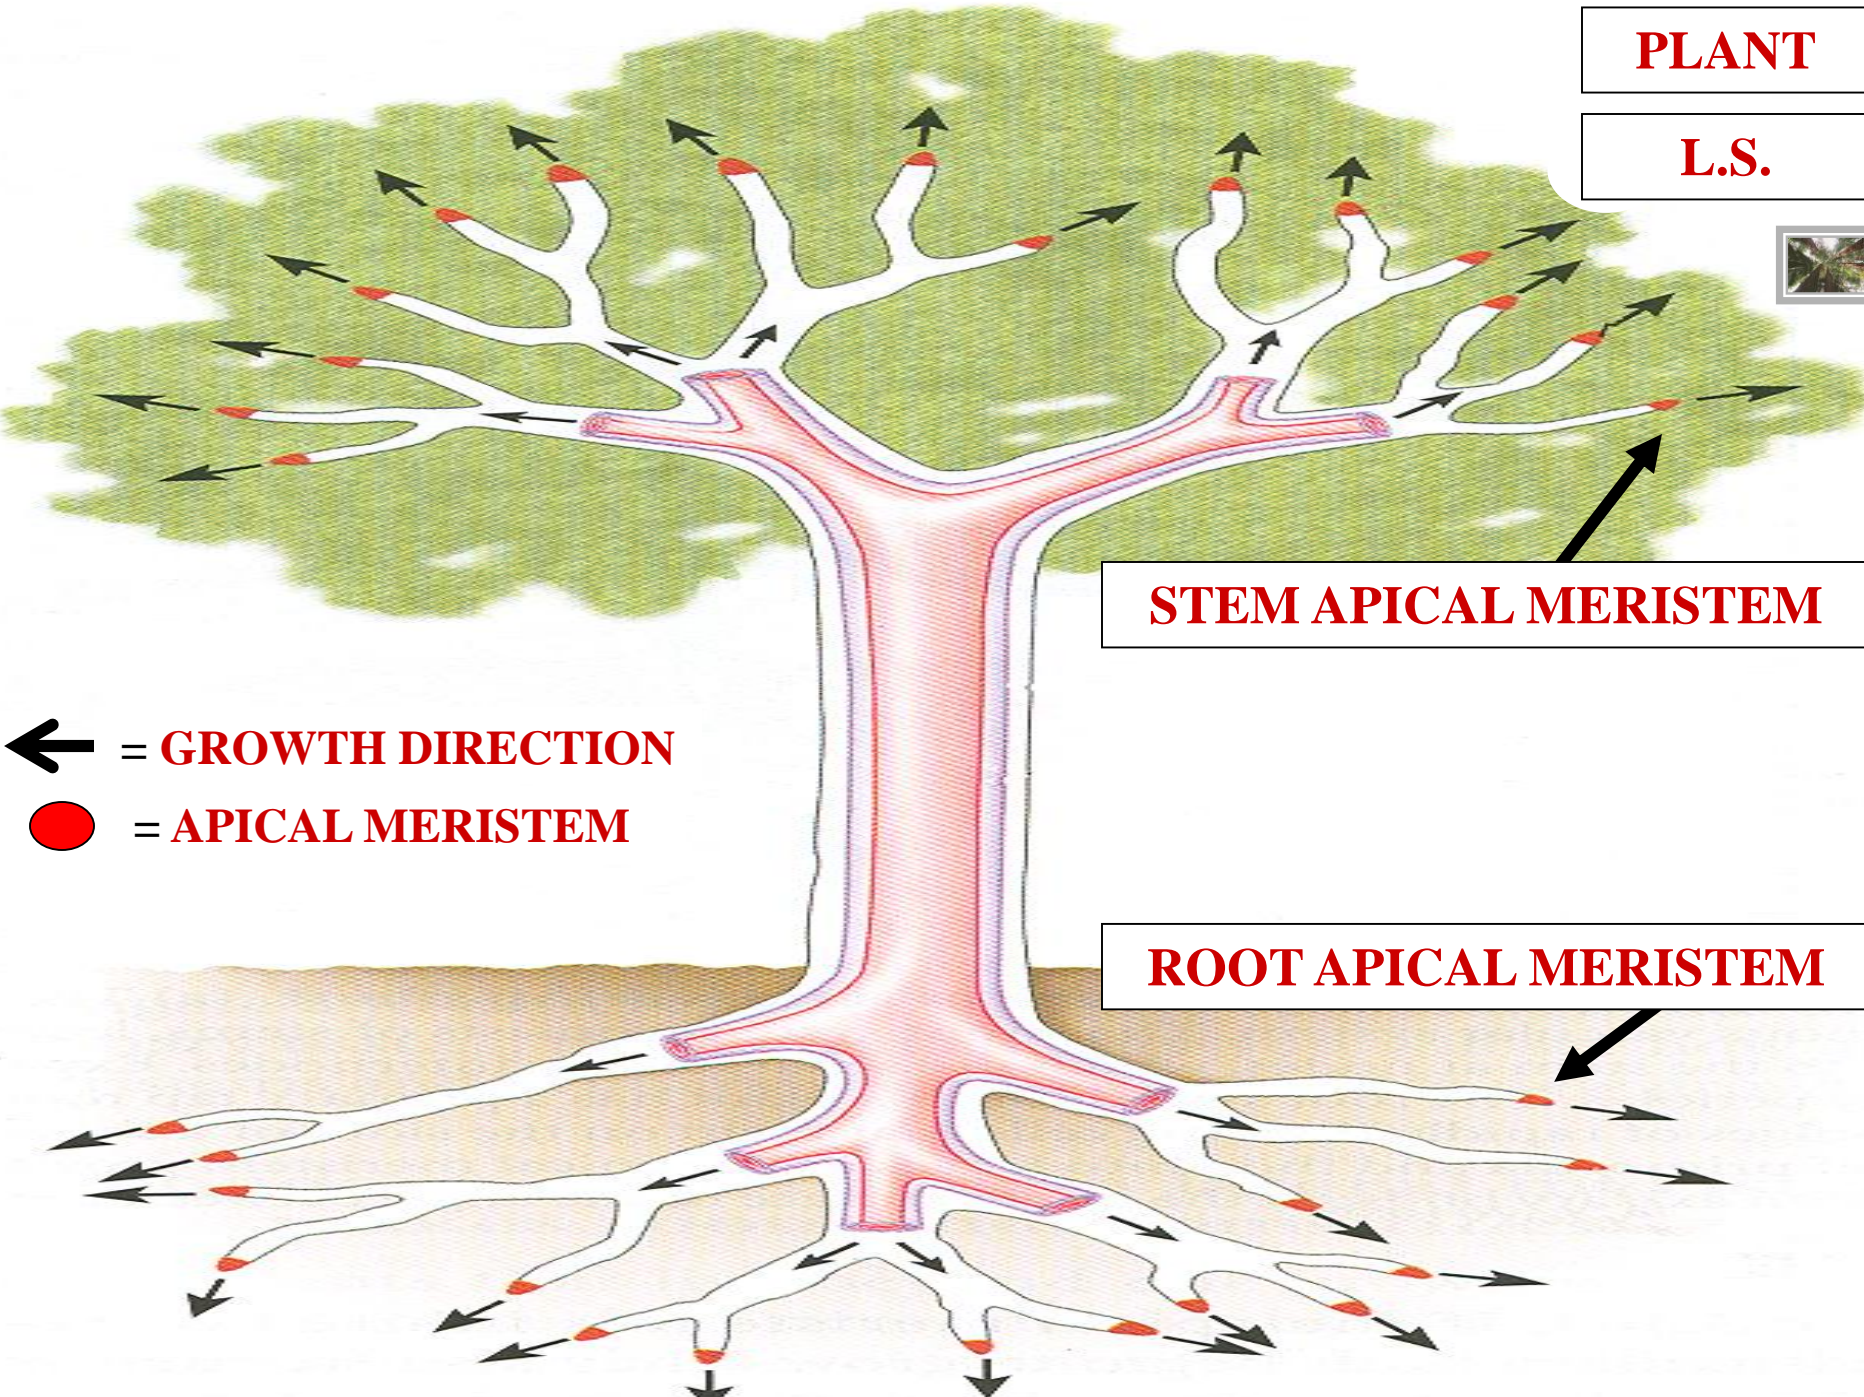 PLANT
L.S.
STEM APICAL MERISTEM
= GROWTH DIRECTION
= APICAL MERISTEM
ROOT APICAL MERISTEM